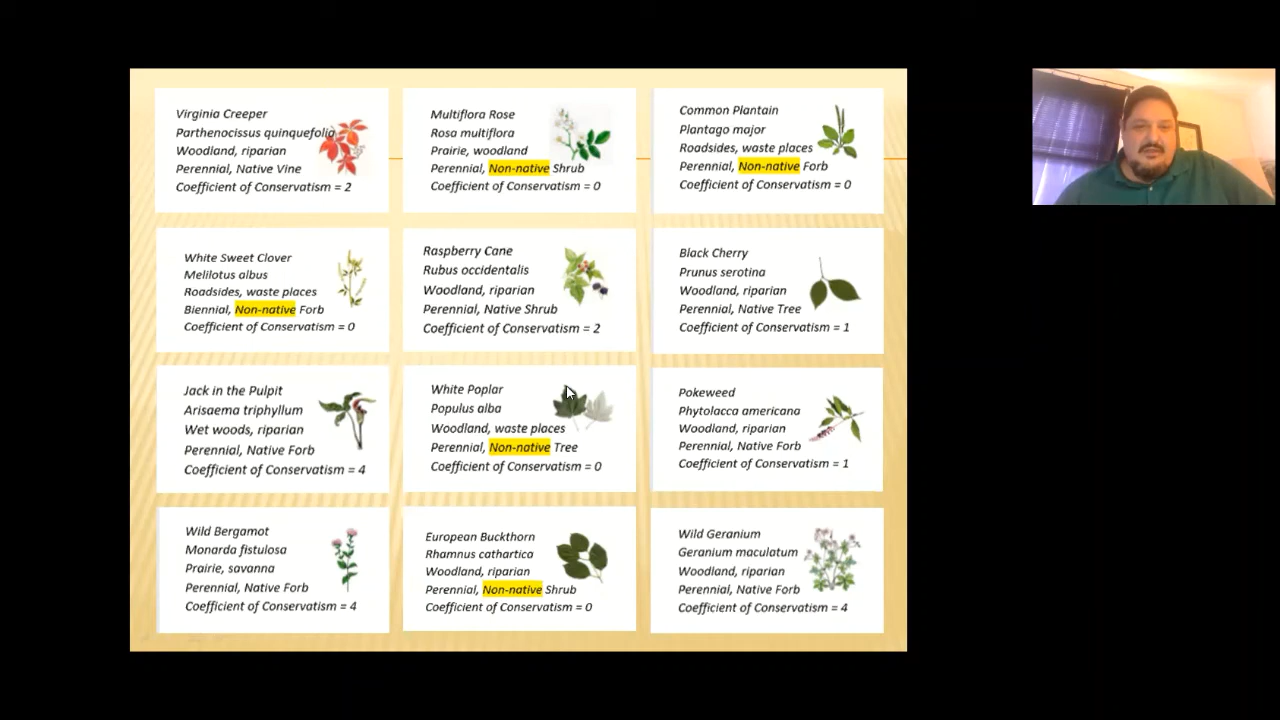 Virginia Creeper
Parthenocissus quinquefolia
Woodland, riparian
Perennial, Native Vine
Coefficient of Conservatism = 2
Multiflora Rose
Rosa multiflora
Prairie, woodland
Perennial, Non-native Shrub
Coefficient of Conservatism = 0
Common Plantain
Plantago major
Roadsides, waste places
Perennial, Non-native Forb
Coefficient of Conservatism = 0
White Sweet Clover
Melilotus albus
Roadsides, waste places
Biennial, Non-native Forb
Coefficient of Conservatism = 0
Raspberry Cane
Rubus occidentalis
Woodland, riparian
Perennial, Native Shrub
Coefficient of Conservatism = 2
Black Cherry
Prunus serotina
Woodland, riparian
Perennial, Native Tree
Coefficient of Conservatism = 1
Jack in the Pulpit
Arisaema triphyllum
Wet woods, riparian
Perennial, Native Forb
Coefficient of Conservatism = 4
White Poplar
Populus alba
Woodland, waste places
Perennial, Non-native Tree
Coefficient of Conservatism = 0
Pokeweed
Phytolacca americana
Woodland, riparian
Perennial, Native Forb
Coefficient of Conservatism = 1
Wild Bergamot
Monarda fistulosa
Prairie, savanna
Perennial, Native Forb
Coefficient of Conservatism = 4
European Buckthorn
Rhamnus cathartica
Woodland, riparian
Perennial, Non-native Shrub
Coefficient of Conservatism = 0
Wild Geranium
Geranium maculatum
Woodland, riparian
Perennial, Native Forb
Coefficient of Conservatism = 4